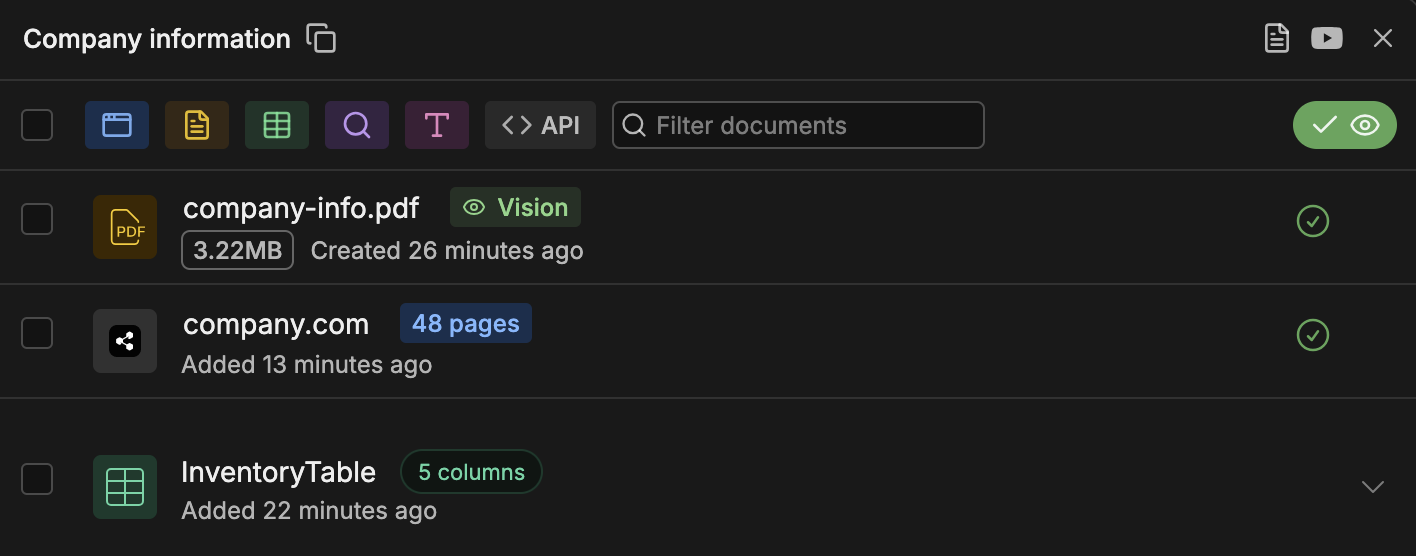 Company information
API
Filter documents
company-info.pdf
Vision
PDF
3.22MB
Created 26 minutes ago
company.com
48 pages
Added 13 minutes ago
InventoryTable
5 columns
Added 22 minutes ago